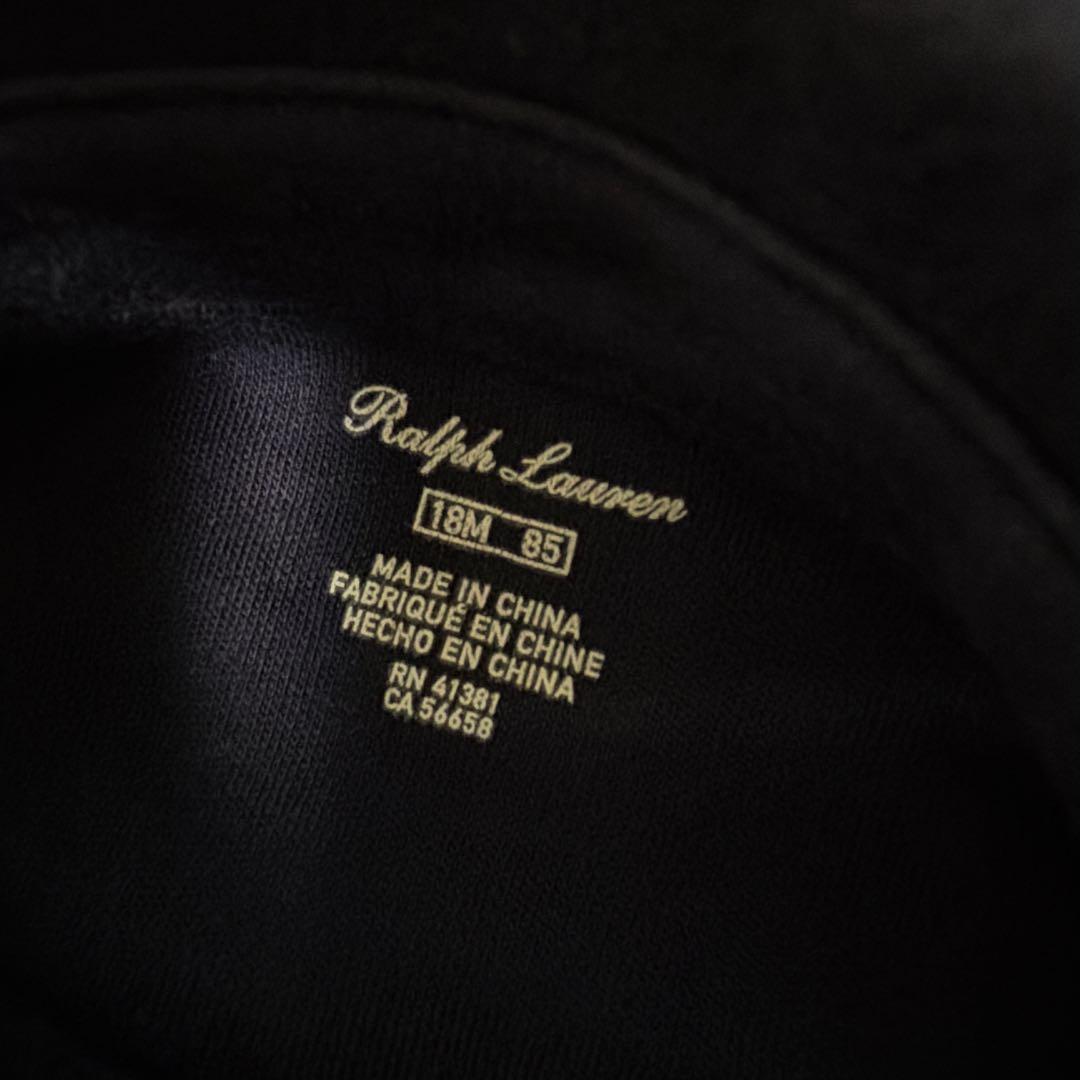 Ralph Lauren
18M 85
MADE IN CHINA
FABRIQUÉ EN CHINE
HECHO EN CHINA
RN 41381
CA 56658